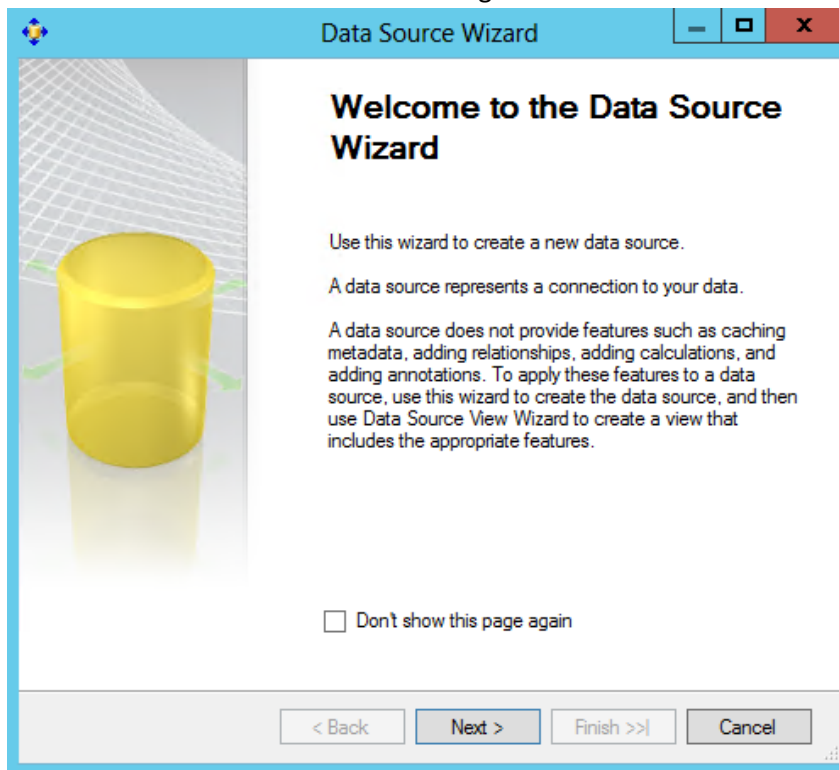 Data Source Wizard
Welcome to the Data Source
Wizard
Use this wizard to create a new data source.
A data source represents a connection to your data.
A data source does not provide features such as caching
metadata, adding relationships, adding calculations, and
adding annotations. To apply these features to a data
source, use this wizard to create the data source, and then
use Data Source View Wizard to create a view that
includes the appropriate features.
Don't show this page again
< Back Next > Finish >>| Cancel